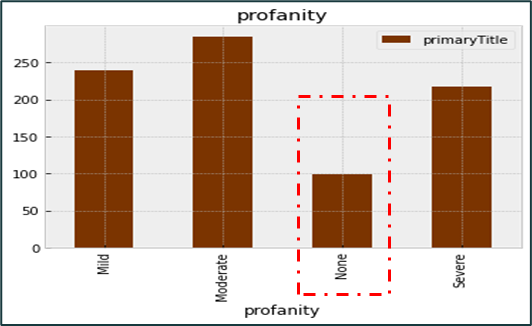 profanity
primaryTitle
250
200
150
100
50
0
Mild
Moderate
None
Severe
profanity